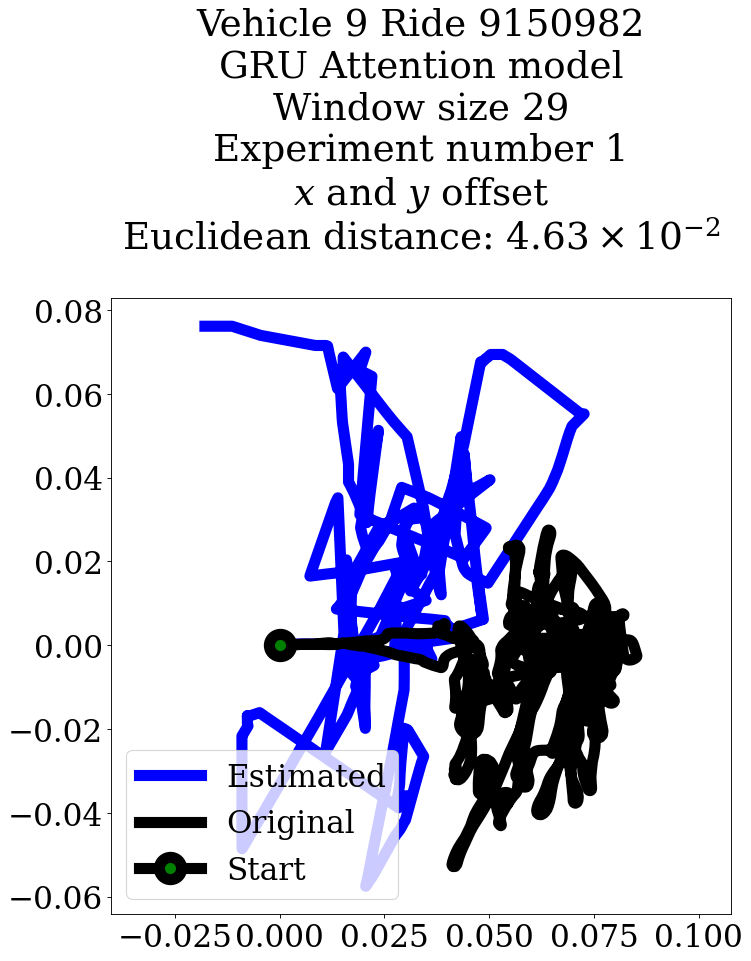 Vehicle 9 Ride 9150982
GRU Attention model
Window size 29
Experiment number 1
x and y offset
Euclidean distance: 4.63 × 10⁻²
0.08
0.06
0.04
0.02
0.00
−0.02
−0.04
−0.06
Estimated
Original
Start
−0.025 0.000 0.025 0.050 0.075 0.100